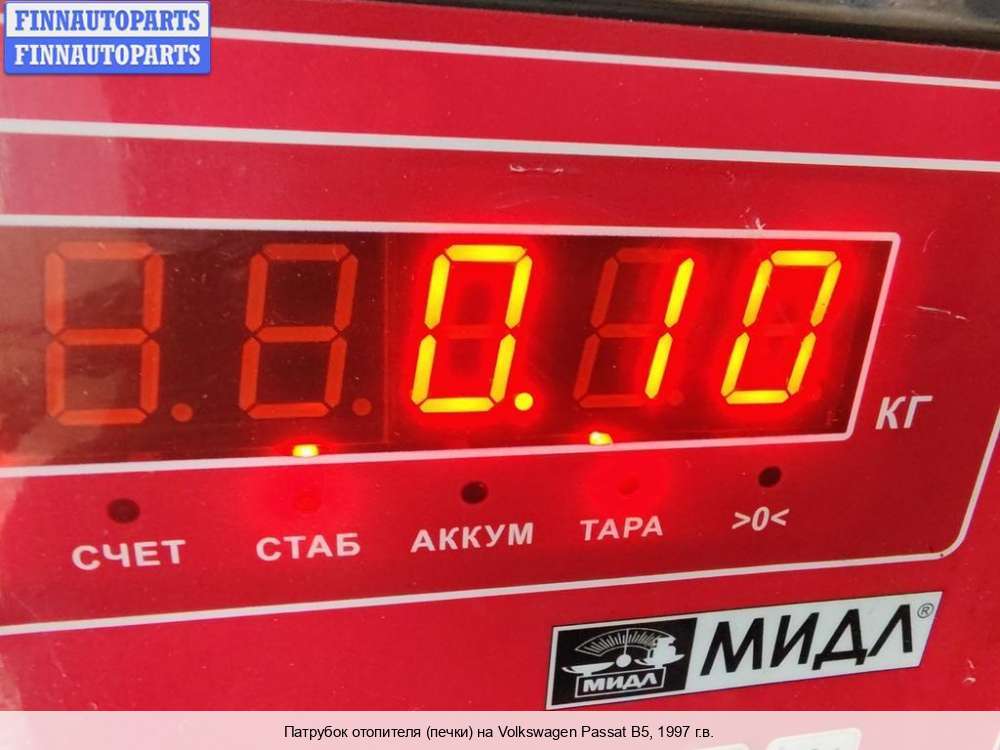 FINNAUTOPARTS
FINNAUTOPARTS
0.10
КГ
СЧЕТ СТАБ АККУМ ТАРА >0<
МИДЛ МИДЛ®
Патрубок отопителя (печки) на Volkswagen Passat B5, 1997 г.в.